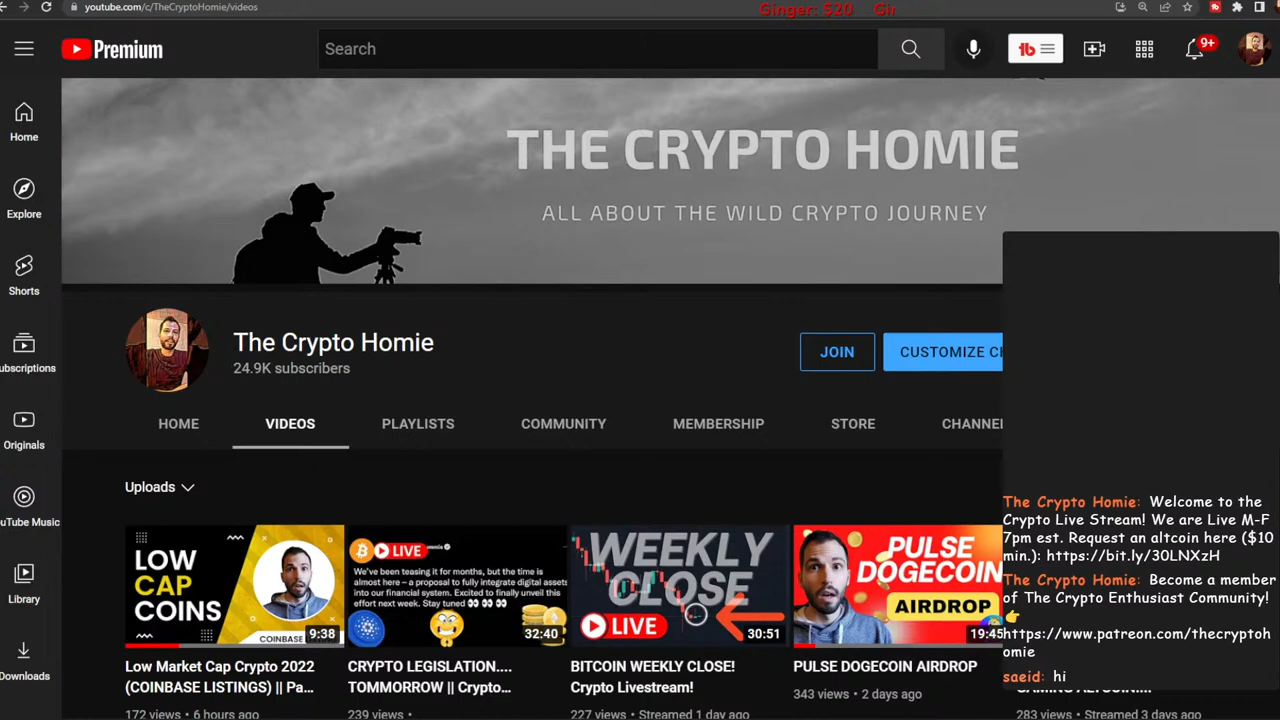 youtube.com/c/TheCryptoHomie/videos
Ginger: $20
Premium
Search
9+
THE CRYPTO HOMIE
ALL ABOUT THE WILD CRYPTO JOURNEY
Home
Explore
Shorts
ubscriptions
Originals
ouTube Music
Library
Downloads
The Crypto Homie
24.9K subscribers
JOIN
CUSTOMIZE CH
HOME
VIDEOS
PLAYLISTS
COMMUNITY
MEMBERSHIP
STORE
CHANNE
Uploads
LOW
CAP
COINS
COINBASE
9:38
LIVE
We've been teasing it for months, but the time is
almost here – a proposal to fully integrate digital assets
into our financial system. Excited to finally unveil this
effort next week. Stay tuned
32:40
WEEKLY
CLOSE
LIVE
30:51
PULSE
DOGECOIN
AIRDROP
19:45
Low Market Cap Crypto 2022
(COINBASE LISTINGS) || Pa...
172 views • 6 hours ago
CRYPTO LEGISLATION....
TOMMORROW || Crypto...
239 views •
BITCOIN WEEKLY CLOSE!
Crypto Livestream!
227 views • Streamed 1 day ago
PULSE DOGECOIN AIRDROP
343 views • 2 days ago
283 views • Streamed 3 days ago
The Crypto Homie: Welcome to the
Crypto Live Stream! We are Live M-F
7pm est. Request an altcoin here ($10
min.): https://bit.ly/3OLNXzH
The Crypto Homie: Become a member
of The Crypto Enthusiast Community!
https://www.patreon.com/thecryptoh
omie
saeid: hi